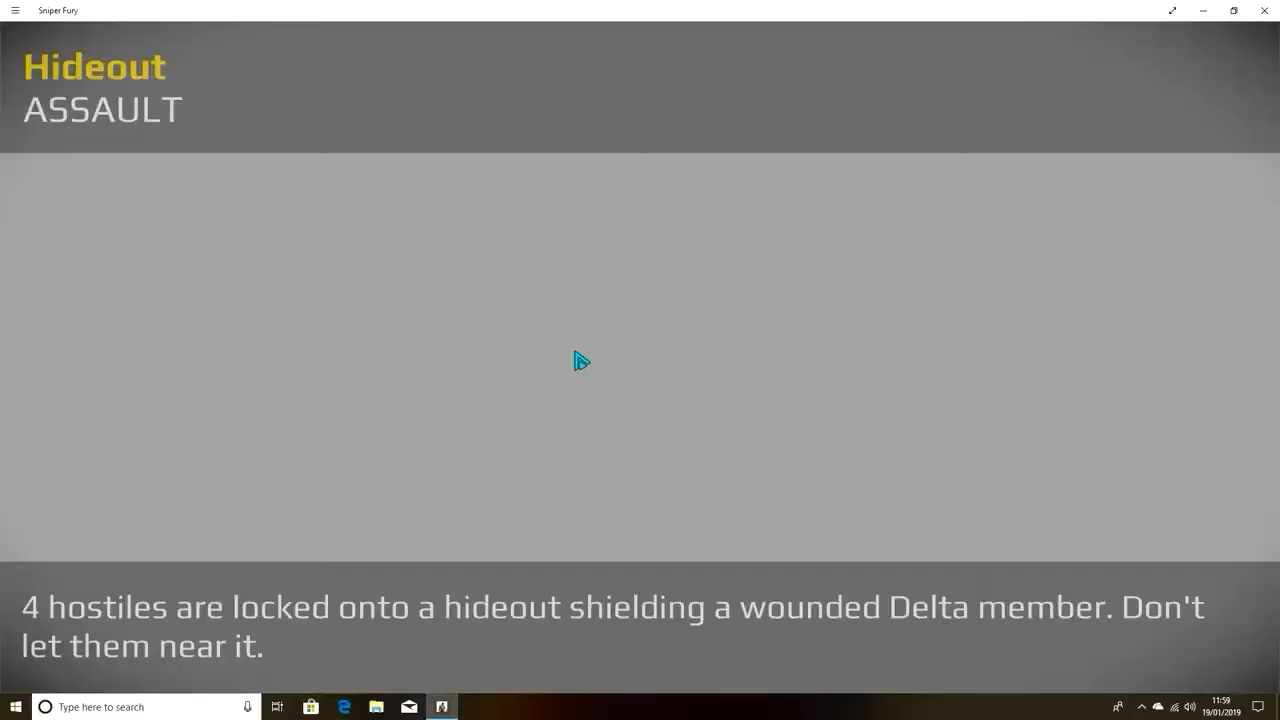 Sniper Fury
Hideout
ASSAULT
4 hostiles are locked onto a hideout shielding a wounded Delta member. Don't
let them near it.
Type here to search
11:59
19/01/2019